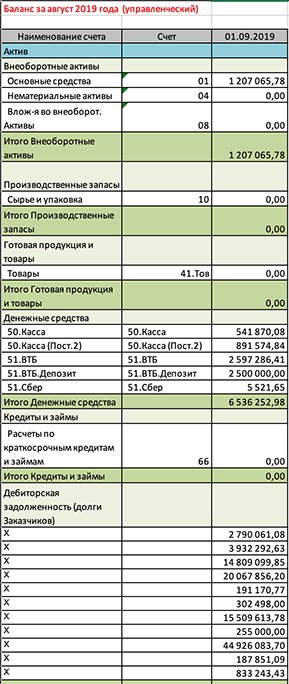 Баланс за август 2019 года (управленческий)
Наименование счета Счет 01.09.2019
Актив
Внеоборотные активы
Основные средства 01 1 207 065,78
Нематериальные активы 04 0,00
Влож-я во внеоборот.
Активы 08 0,00
Итого Внеоборотные
активы 1 207 065,78
Производственные запасы
Сырье и упаковка 10 0,00
Итого Производственные
запасы 0,00
Готовая продукция и
товары
Товары 41.Тов 0,00
Итого Готовая продукция
и товары 0,00
Денежные средства
50.Касса 50.Касса 541 870,08
50.Касса (Пост.2) 50.Касса (Пост.2) 891 574,84
51.ВТБ 51.ВТБ 2 597 286,41
51.ВТБ.Депозит 51.ВТБ.Депозит 2 500 000,00
51.Сбер 51.Сбер 5 521,65
Итого Денежные средства 6 536 252,98
Кредиты и займы
Расчеты по
краткосрочным кредитам
и займам 66 0,00
Итого Кредиты и займы 0,00
Дебиторская
задолженность (долги
Заказчиков)
X 2 790 061,08
X 3 932 292,63
X 14 809 099,85
X 20 067 856,20
X 191 170,77
X 302 498,00
X 15 509 613,78
X 255 000,00
X 44 926 083,70
X 187 851,09
X 833 243,43